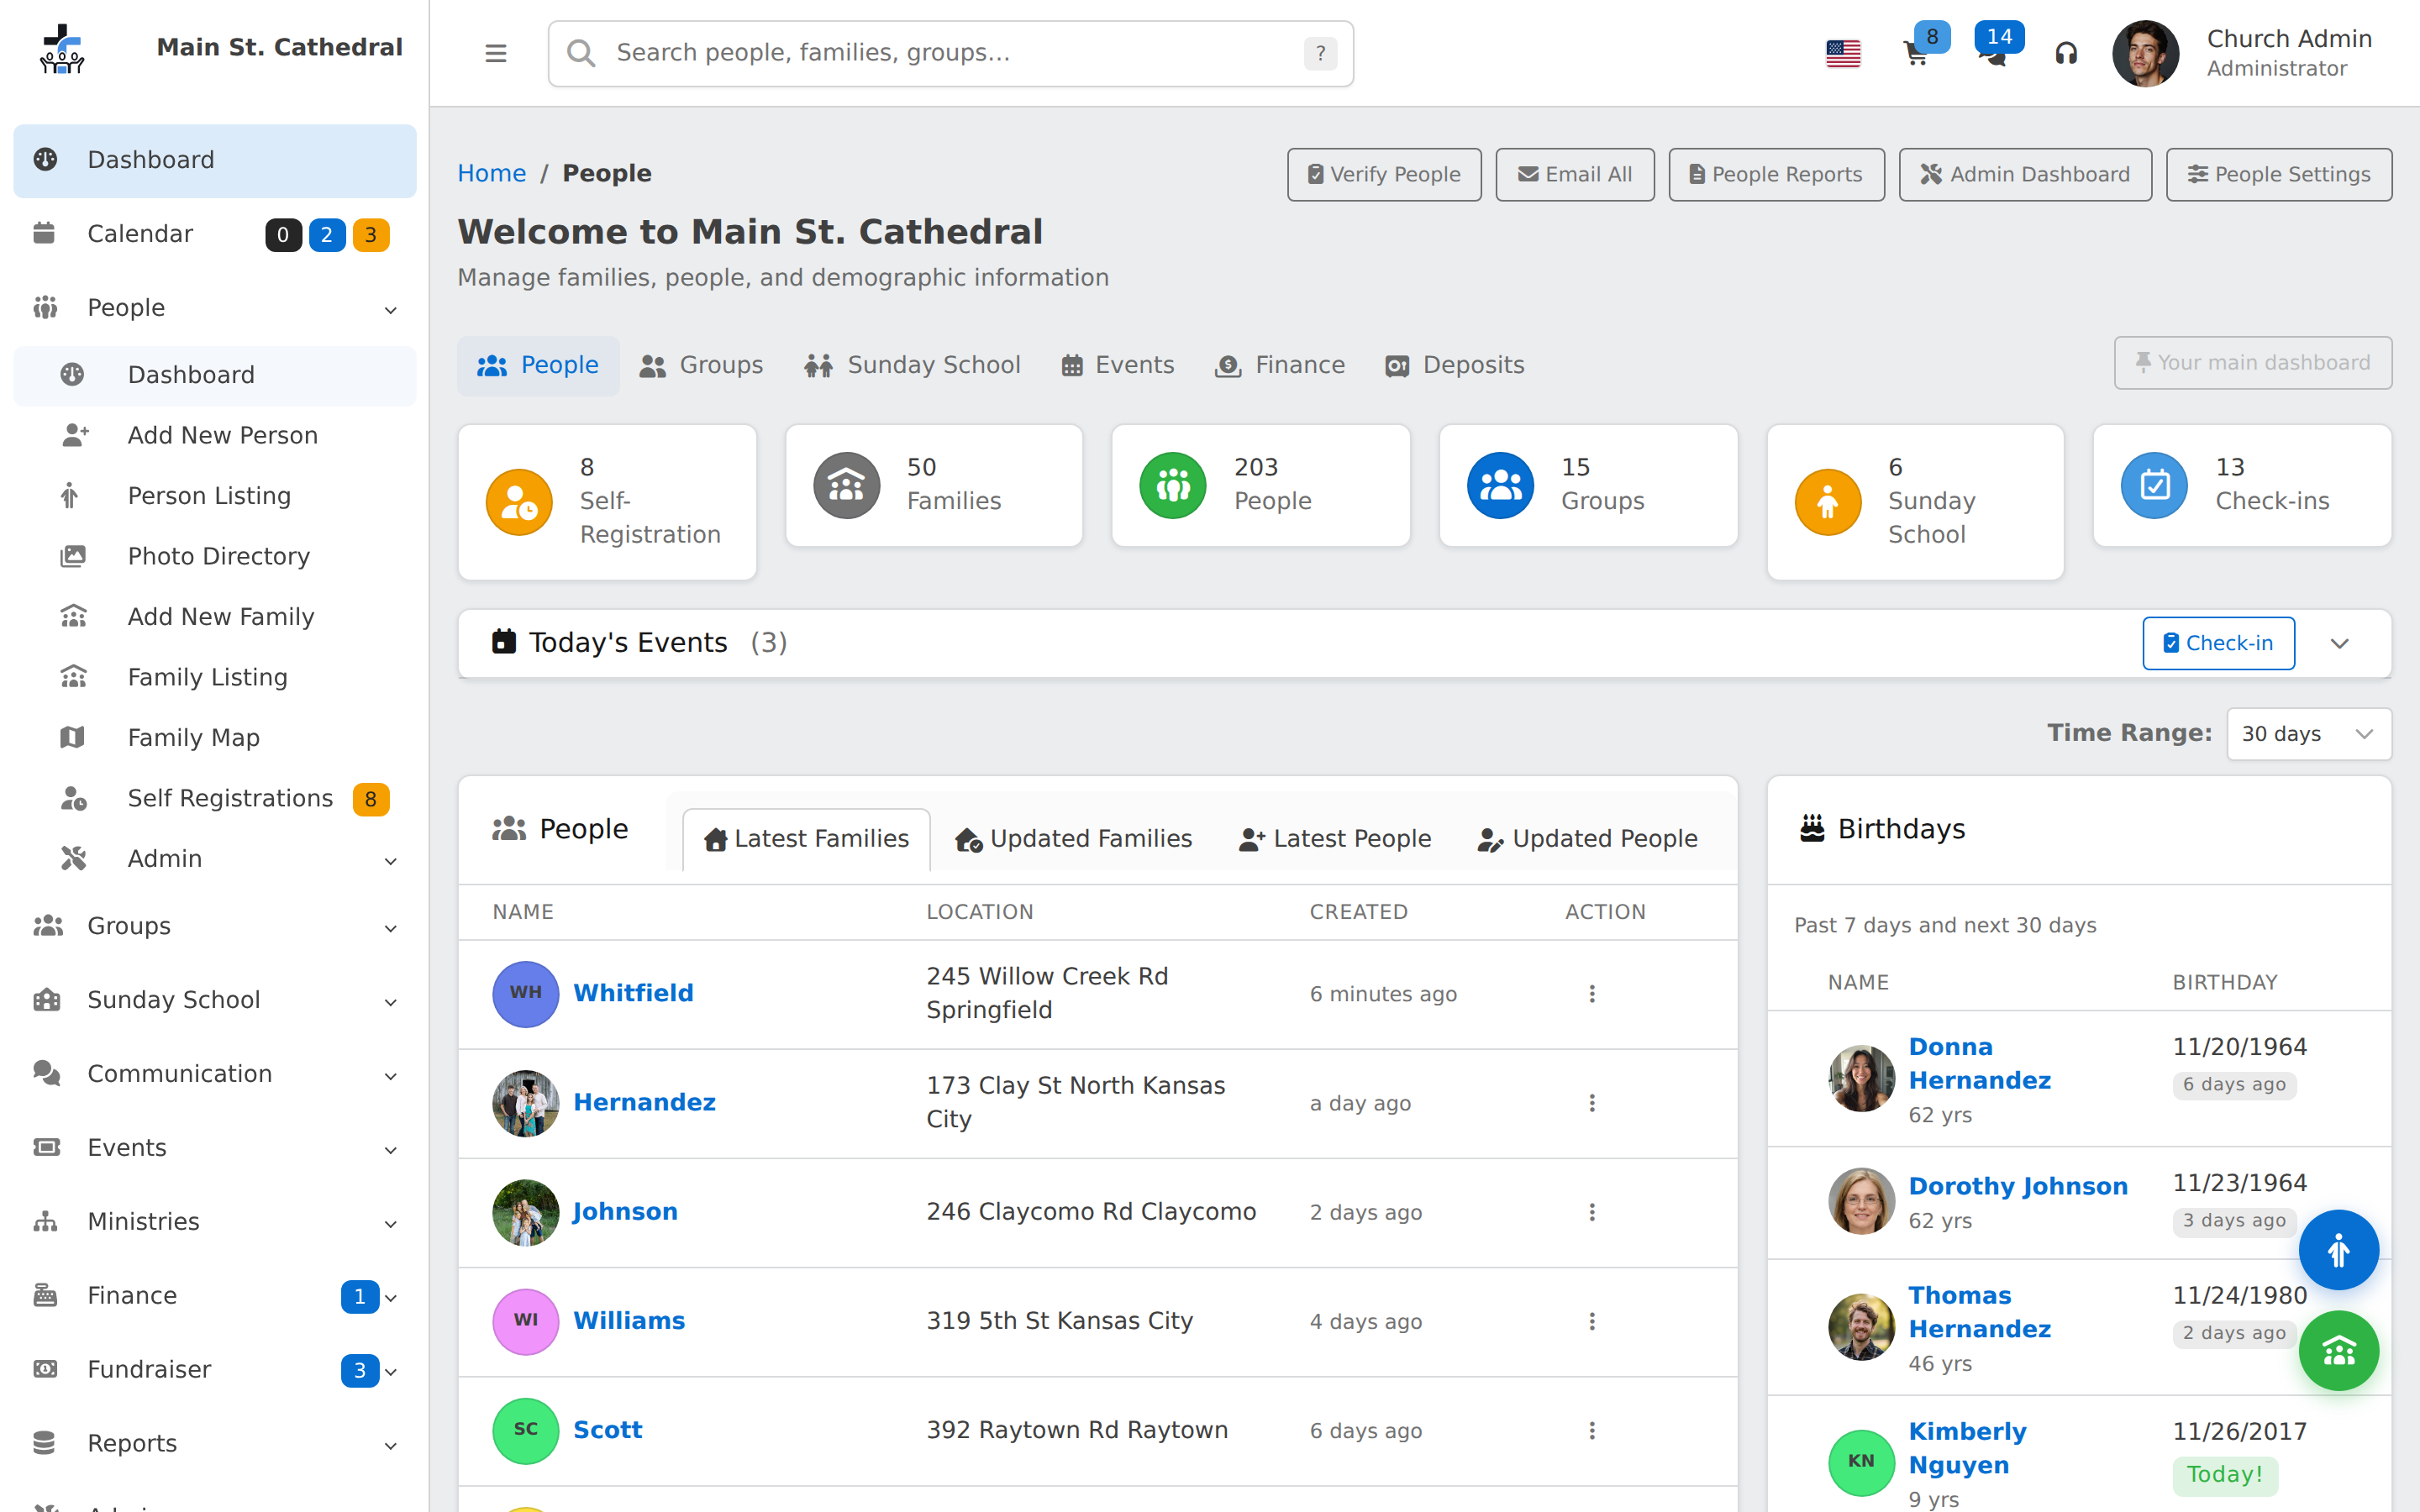 Main St. Cathedral
Search people, families, groups...
?
8
14
Church Admin
Administrator
Dashboard
Calendar
0
2
3
People
Dashboard
Add New Person
Person Listing
Photo Directory
Add New Family
Family Listing
Family Map
Self Registrations
8
Admin
Groups
Sunday School
Communication
Events
Ministries
Finance
1
Fundraiser
3
Reports
Home / People
Verify People
Email All
People Reports
Admin Dashboard
People Settings
Welcome to Main St. Cathedral
Manage families, people, and demographic information
People
Groups
Sunday School
Events
Finance
Deposits
Your main dashboard
8
Self-
Registration
50
Families
203
People
15
Groups
6
Sunday
School
13
Check-ins
Today's Events (3)
Check-in
Time Range:
30 days
People
Latest Families
Updated Families
Latest People
Updated People
NAME
LOCATION
CREATED
ACTION
WH
Whitfield
245 Willow Creek Rd
Springfield
6 minutes ago
Hernandez
173 Clay St North Kansas
City
a day ago
Johnson
246 Claycomo Rd Claycomo
2 days ago
WI
Williams
319 5th St Kansas City
4 days ago
SC
Scott
392 Raytown Rd Raytown
6 days ago
Birthdays
Past 7 days and next 30 days
NAME
BIRTHDAY
Donna
Hernandez
62 yrs
11/20/1964
6 days ago
Dorothy Johnson
62 yrs
11/23/1964
3 days ago
Thomas
Hernandez
46 yrs
11/24/1980
2 days ago
KN
Kimberly
Nguyen
9 yrs
11/26/2017
Today!